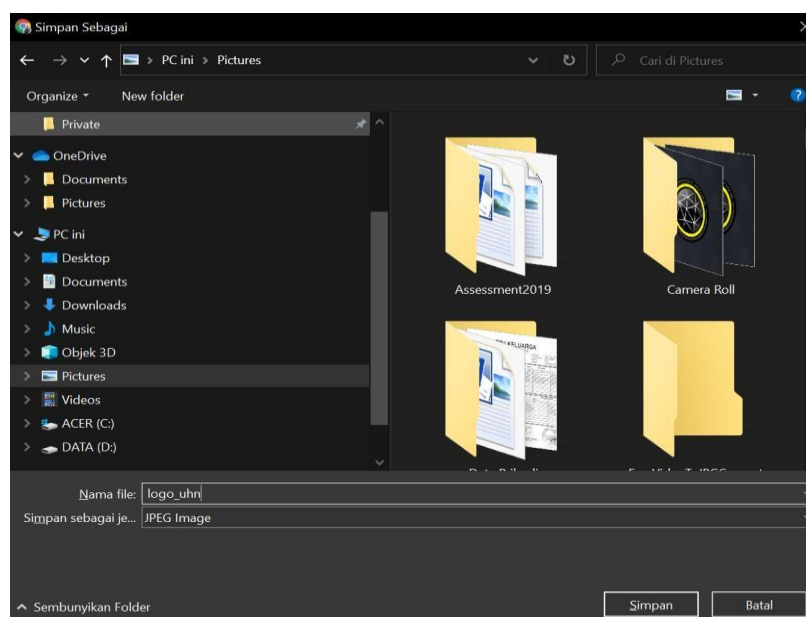 Simpan Sebagai
PC ini > Pictures
Cari di Pictures
Organize
New folder
Private
OneDrive
Documents
Pictures
PC ini
Desktop
Documents
Downloads
Music
Objek 3D
Pictures
Videos
ACER (C:)
DATA (D:)
Assessment2019
Camera Roll
KELUARGA
Nama file: logo_uhn
Simpan sebagai je... JPEG Image
Sembunyikan Folder
Simpan
Batal